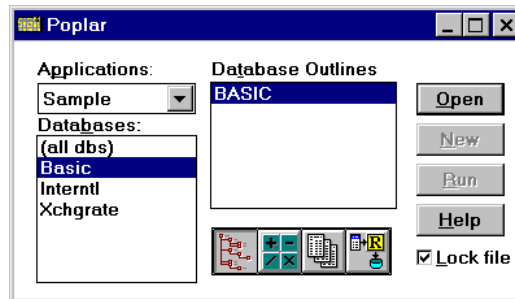 Poplar
Applications:
Sample
Databases:
(all dbs)
Basic
Interntl
Xchgrate
Database Outlines
BASIC
Open
New
Run
Help
Lock file
R